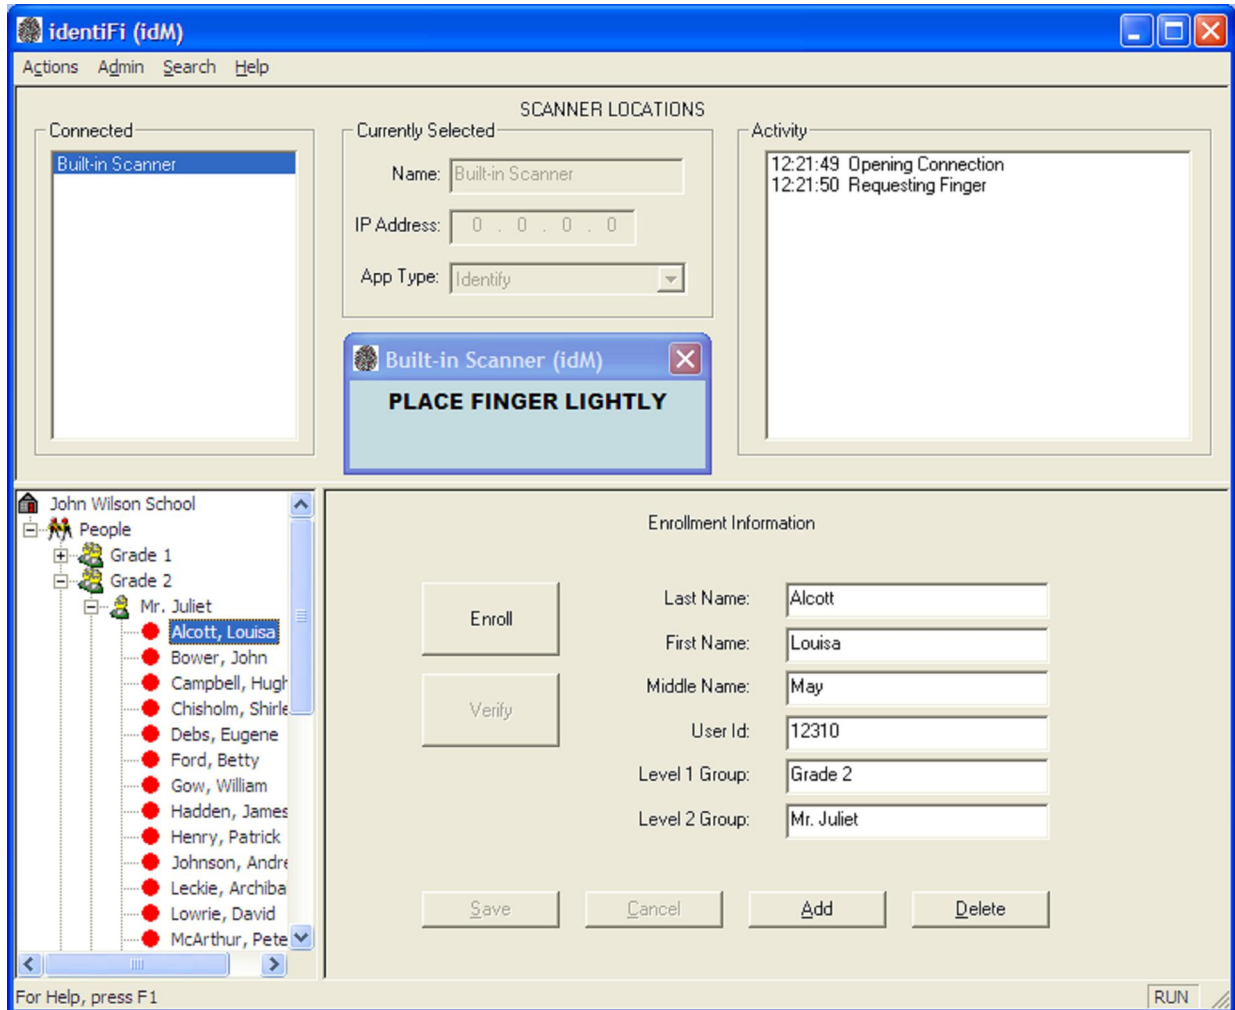 identiFi (idM)
Actions Admin Search Help
SCANNER LOCATIONS
Connected
Built-in Scanner
Currently Selected
Name: Built-in Scanner
IP Address: 0 . 0 . 0 . 0
App Type: Identify
Built-in Scanner (idM)
PLACE FINGER LIGHTLY
Activity
12:21:49 Opening Connection
12:21:50 Requesting Finger
John Wilson School
People
Grade 1
Grade 2
Mr. Juliet
Alcott, Louisa
Bower, John
Campbell, Hugh
Chisholm, Shirle
Debs, Eugene
Ford, Betty
Gow, William
Hadden, James
Henry, Patrick
Johnson, Andre
Leckie, Archiba
Lowrie, David
McArthur, Pete
Enrollment Information
Enroll
Verify
Last Name: Alcott
First Name: Louisa
Middle Name: May
User Id: 12310
Level 1 Group: Grade 2
Level 2 Group: Mr. Juliet
Save Cancel Add Delete
For Help, press F1
RUN